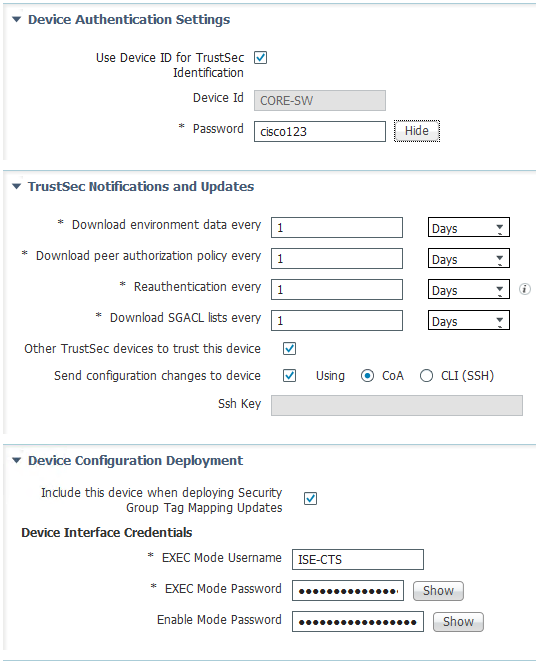 Device Authentication Settings
Use Device ID for TrustSec
Identification
Device Id CORE-SW
* Password cisco123 Hide
TrustSec Notifications and Updates
* Download environment data every 1 Days
* Download peer authorization policy every 1 Days
* Reauthentication every 1 Days
* Download SGACL lists every 1 Days
Other TrustSec devices to trust this device
Send configuration changes to device Using CoA CLI (SSH)
Ssh Key
Device Configuration Deployment
Include this device when deploying Security
Group Tag Mapping Updates
Device Interface Credentials
* EXEC Mode Username ISE-CTS
* EXEC Mode Password Show
Enable Mode Password Show